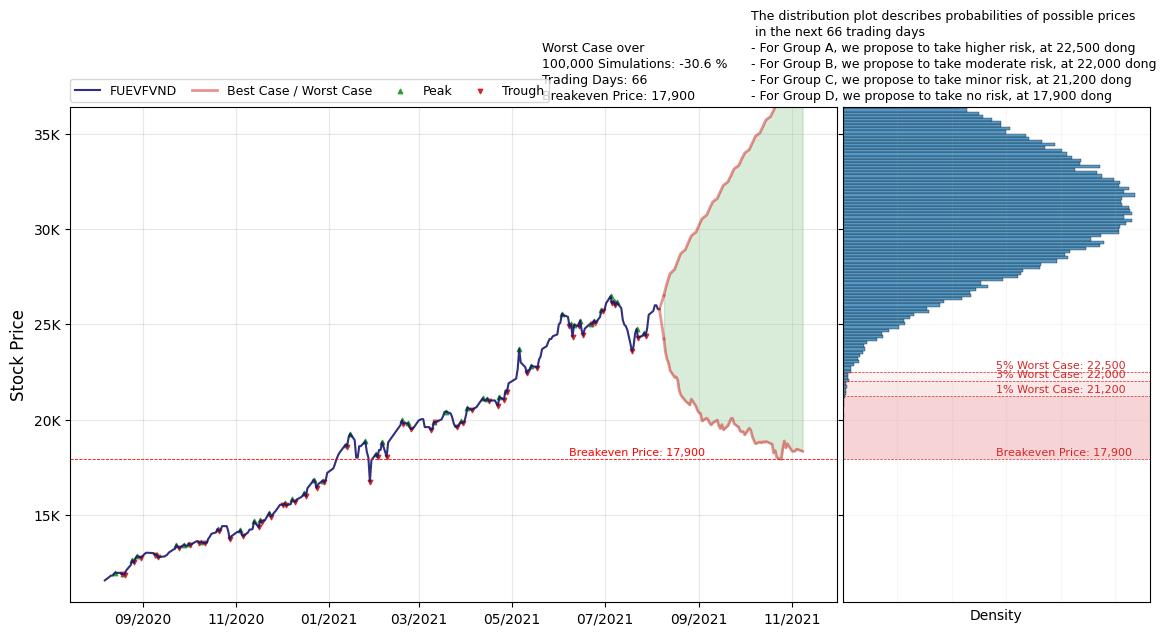 The distribution plot describes probabilities of possible prices
in the next 66 trading days
- For Group A, we propose to take higher risk, at 22,500 dong
- For Group B, we propose to take moderate risk, at 22,000 dong
- For Group C, we propose to take minor risk, at 21,200 dong
- For Group D, we propose to take no risk, at 17,900 dong
Worst Case over
100,000 Simulations: -30.6 %
Trading Days: 66
Breakeven Price: 17,900
FUEVFVND
Best Case / Worst Case
Peak
Trough
35K
30K
25K
20K
15K
Stock Price
5% Worst Case: 22,500
3% Worst Case: 22,000
1% Worst Case: 21,200
Breakeven Price: 17,900
Breakeven Price: 17,900
09/2020
11/2020
01/2021
03/2021
05/2021
07/2021
09/2021
11/2021
Density